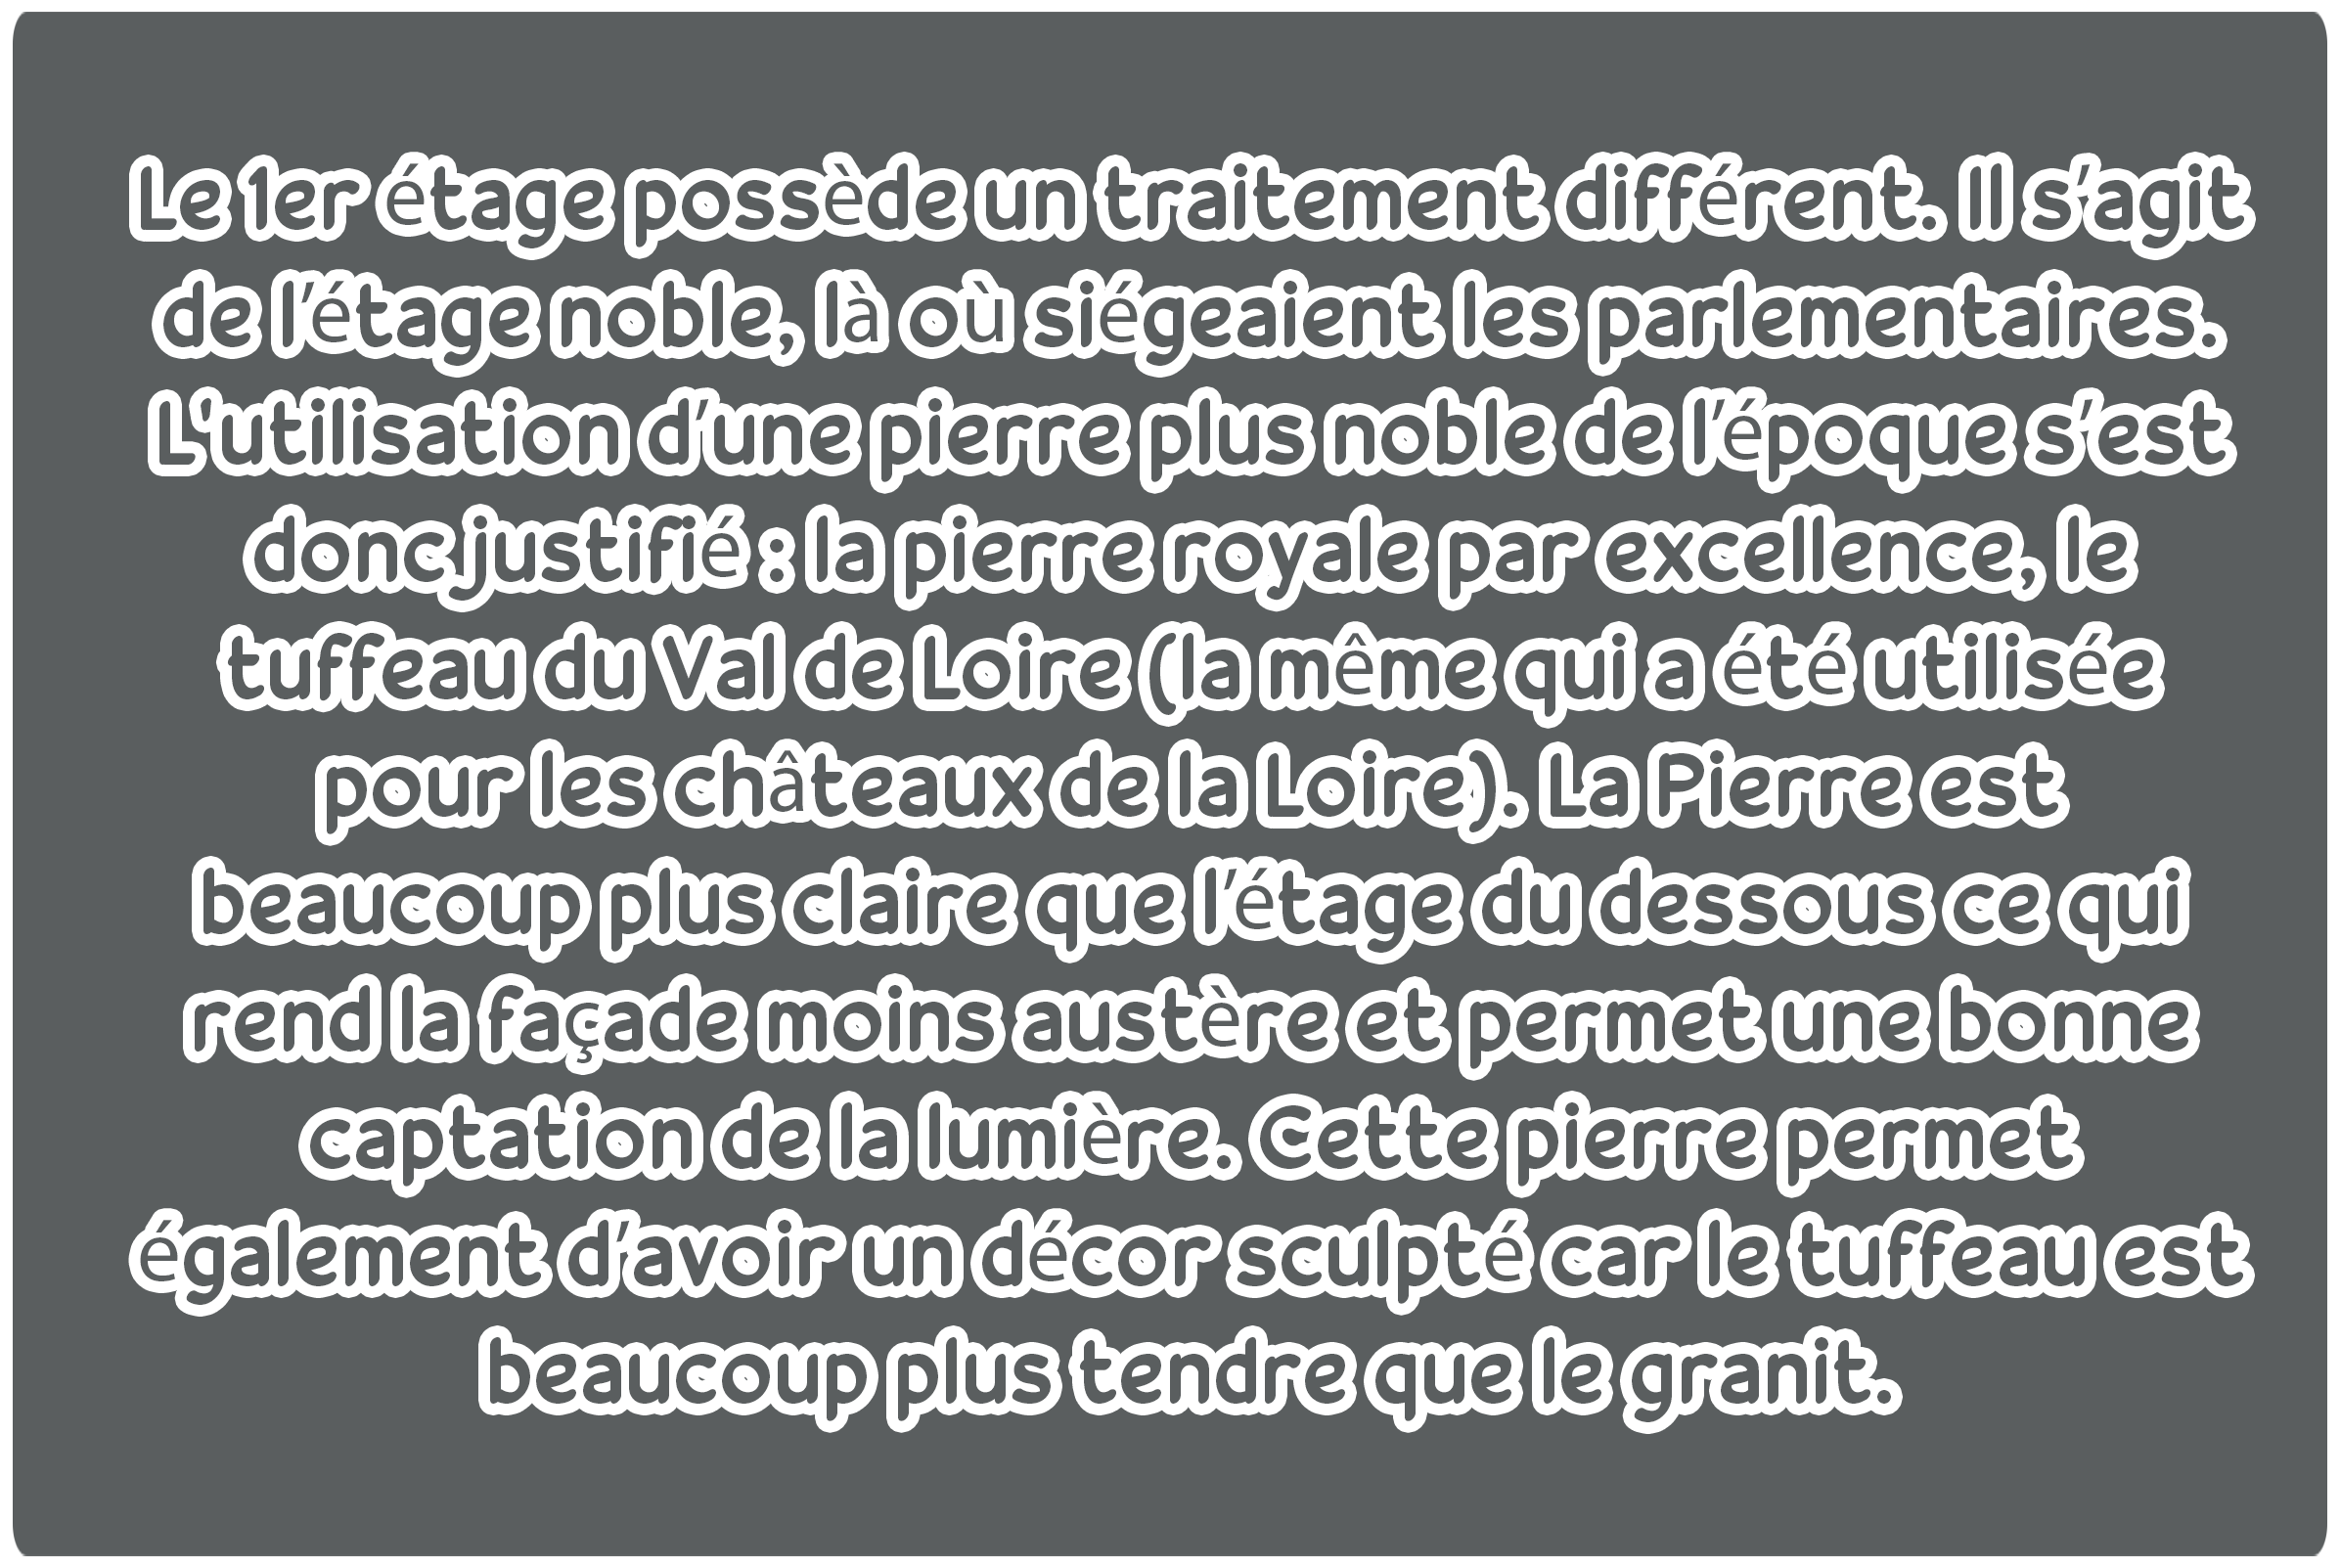 Le 1er étage possède un traitement différent. Il s'agit
de l'étage noble, là où siégeaient les parlementaires.
L'utilisation d'une pierre plus noble de l'époque s'est
donc justifié : la pierre royale par excellence, le
tuffeau du Val de Loire (la même qui a été utilisée
pour les châteaux de la Loire). La Pierre est
beaucoup plus claire que l'étage du dessous ce qui
rend la façade moins austère et permet une bonne
captation de la lumière. Cette pierre permet
également d'avoir un décor sculpté car le tuffeau est
beaucoup plus tendre que le granit.